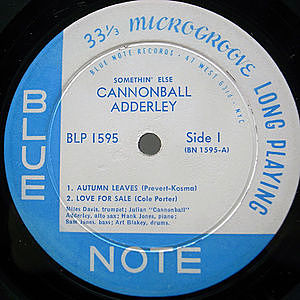 33⅓ MICROGROOVE LONG PLAYING
BLUE NOTE RECORDS · 47 WEST 63rd · NYC
SOMETHIN' ELSE
CANNONBALL
ADDERLEY
BLP 1595
Side 1
(BN 1595-A)
1. AUTUMN LEAVES (Prevert-Kosma)
2. LOVE FOR SALE (Cole Porter)
Miles Davis, trumpet; Julian "Cannonball"
Adderley, alto sax; Hank Jones, piano;
Sam Jones, bass; Art Blakey, drums.
BLUE
NOTE